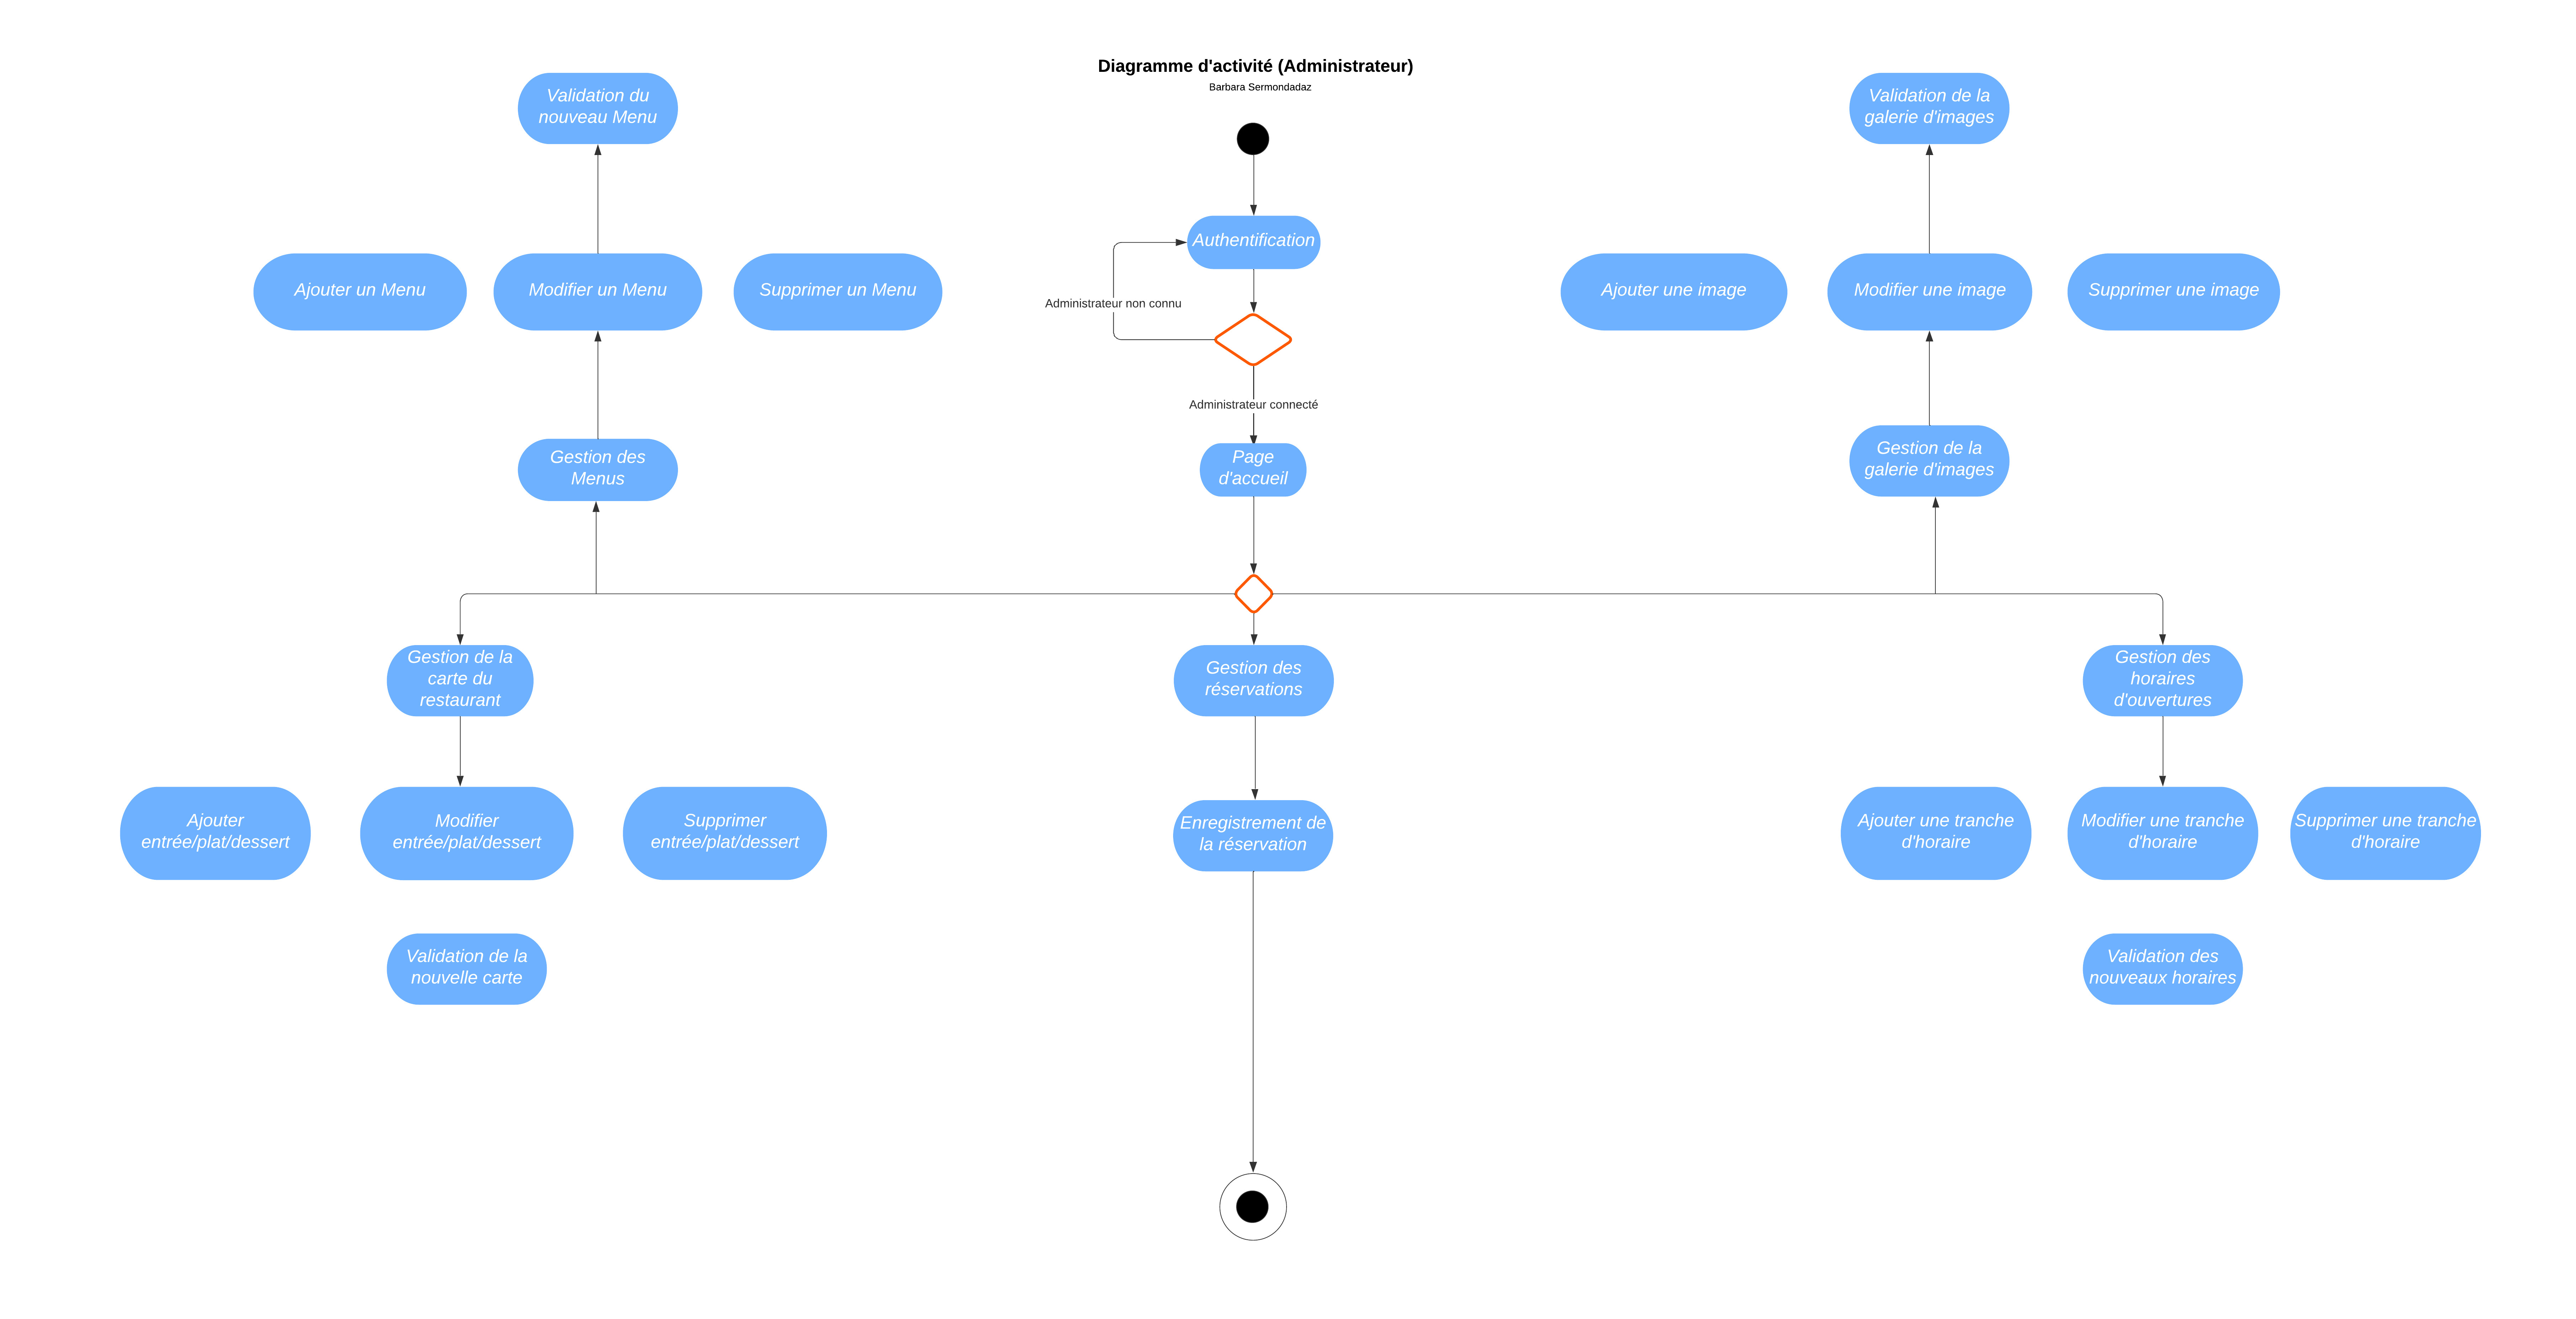 Diagramme d'activité (Administrateur)
Barbara Sermondadaz
Validation du
nouveau Menu
Validation de la
galerie d'images
Authentification
Ajouter un Menu
Modifier un Menu
Supprimer un Menu
Administrateur non connu
Ajouter une image
Modifier une image
Supprimer une image
Administrateur connecté
Gestion des
Menus
Page
d'accueil
Gestion de la
galerie d'images
Gestion de la
carte du
restaurant
Gestion des
réservations
Gestion des
horaires
d'ouvertures
Ajouter
entrée/plat/dessert
Modifier
entrée/plat/dessert
Supprimer
entrée/plat/dessert
Enregistrement de
la réservation
Ajouter une tranche
d'horaire
Modifier une tranche
d'horaire
Supprimer une tranche
d'horaire
Validation de la
nouvelle carte
Validation des
nouveaux horaires